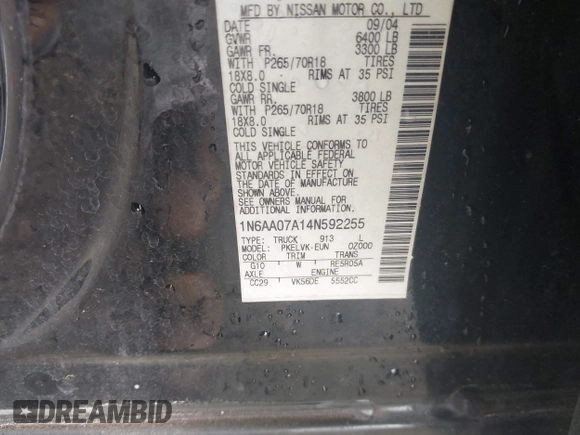 MFD BY NISSAN MOTOR CO., LTD
DATE 09/04
GVWR 6400 LB
GAWR FR. 3300 LB
WITH P265/70R18 TIRES
18X8.0 RIMS AT 35 PSI
COLD SINGLE
GAWR RR. 3800 LB
WITH P265/70R18 TIRES
18X8.0 RIMS AT 35 PSI
COLD SINGLE
THIS VEHICLE CONFORMS TO
ALL APPLICABLE FEDERAL
MOTOR VEHICLE SAFETY
STANDARDS IN EFFECT ON
THE DATE OF MANUFACTURE
SHOWN ABOVE.
SEE OWNERS MANUAL FOR
ADDITIONAL INFORMATION.
1N6AA07A14N592255
TYPE: TRUCK 913 L
MODEL: PKELVK-EUN 0Z000
COLOR TRIM TRANS
G10 W RE5R05A
AXLE ENGINE
CC29 VK56DE 5552CC
DREAMBID